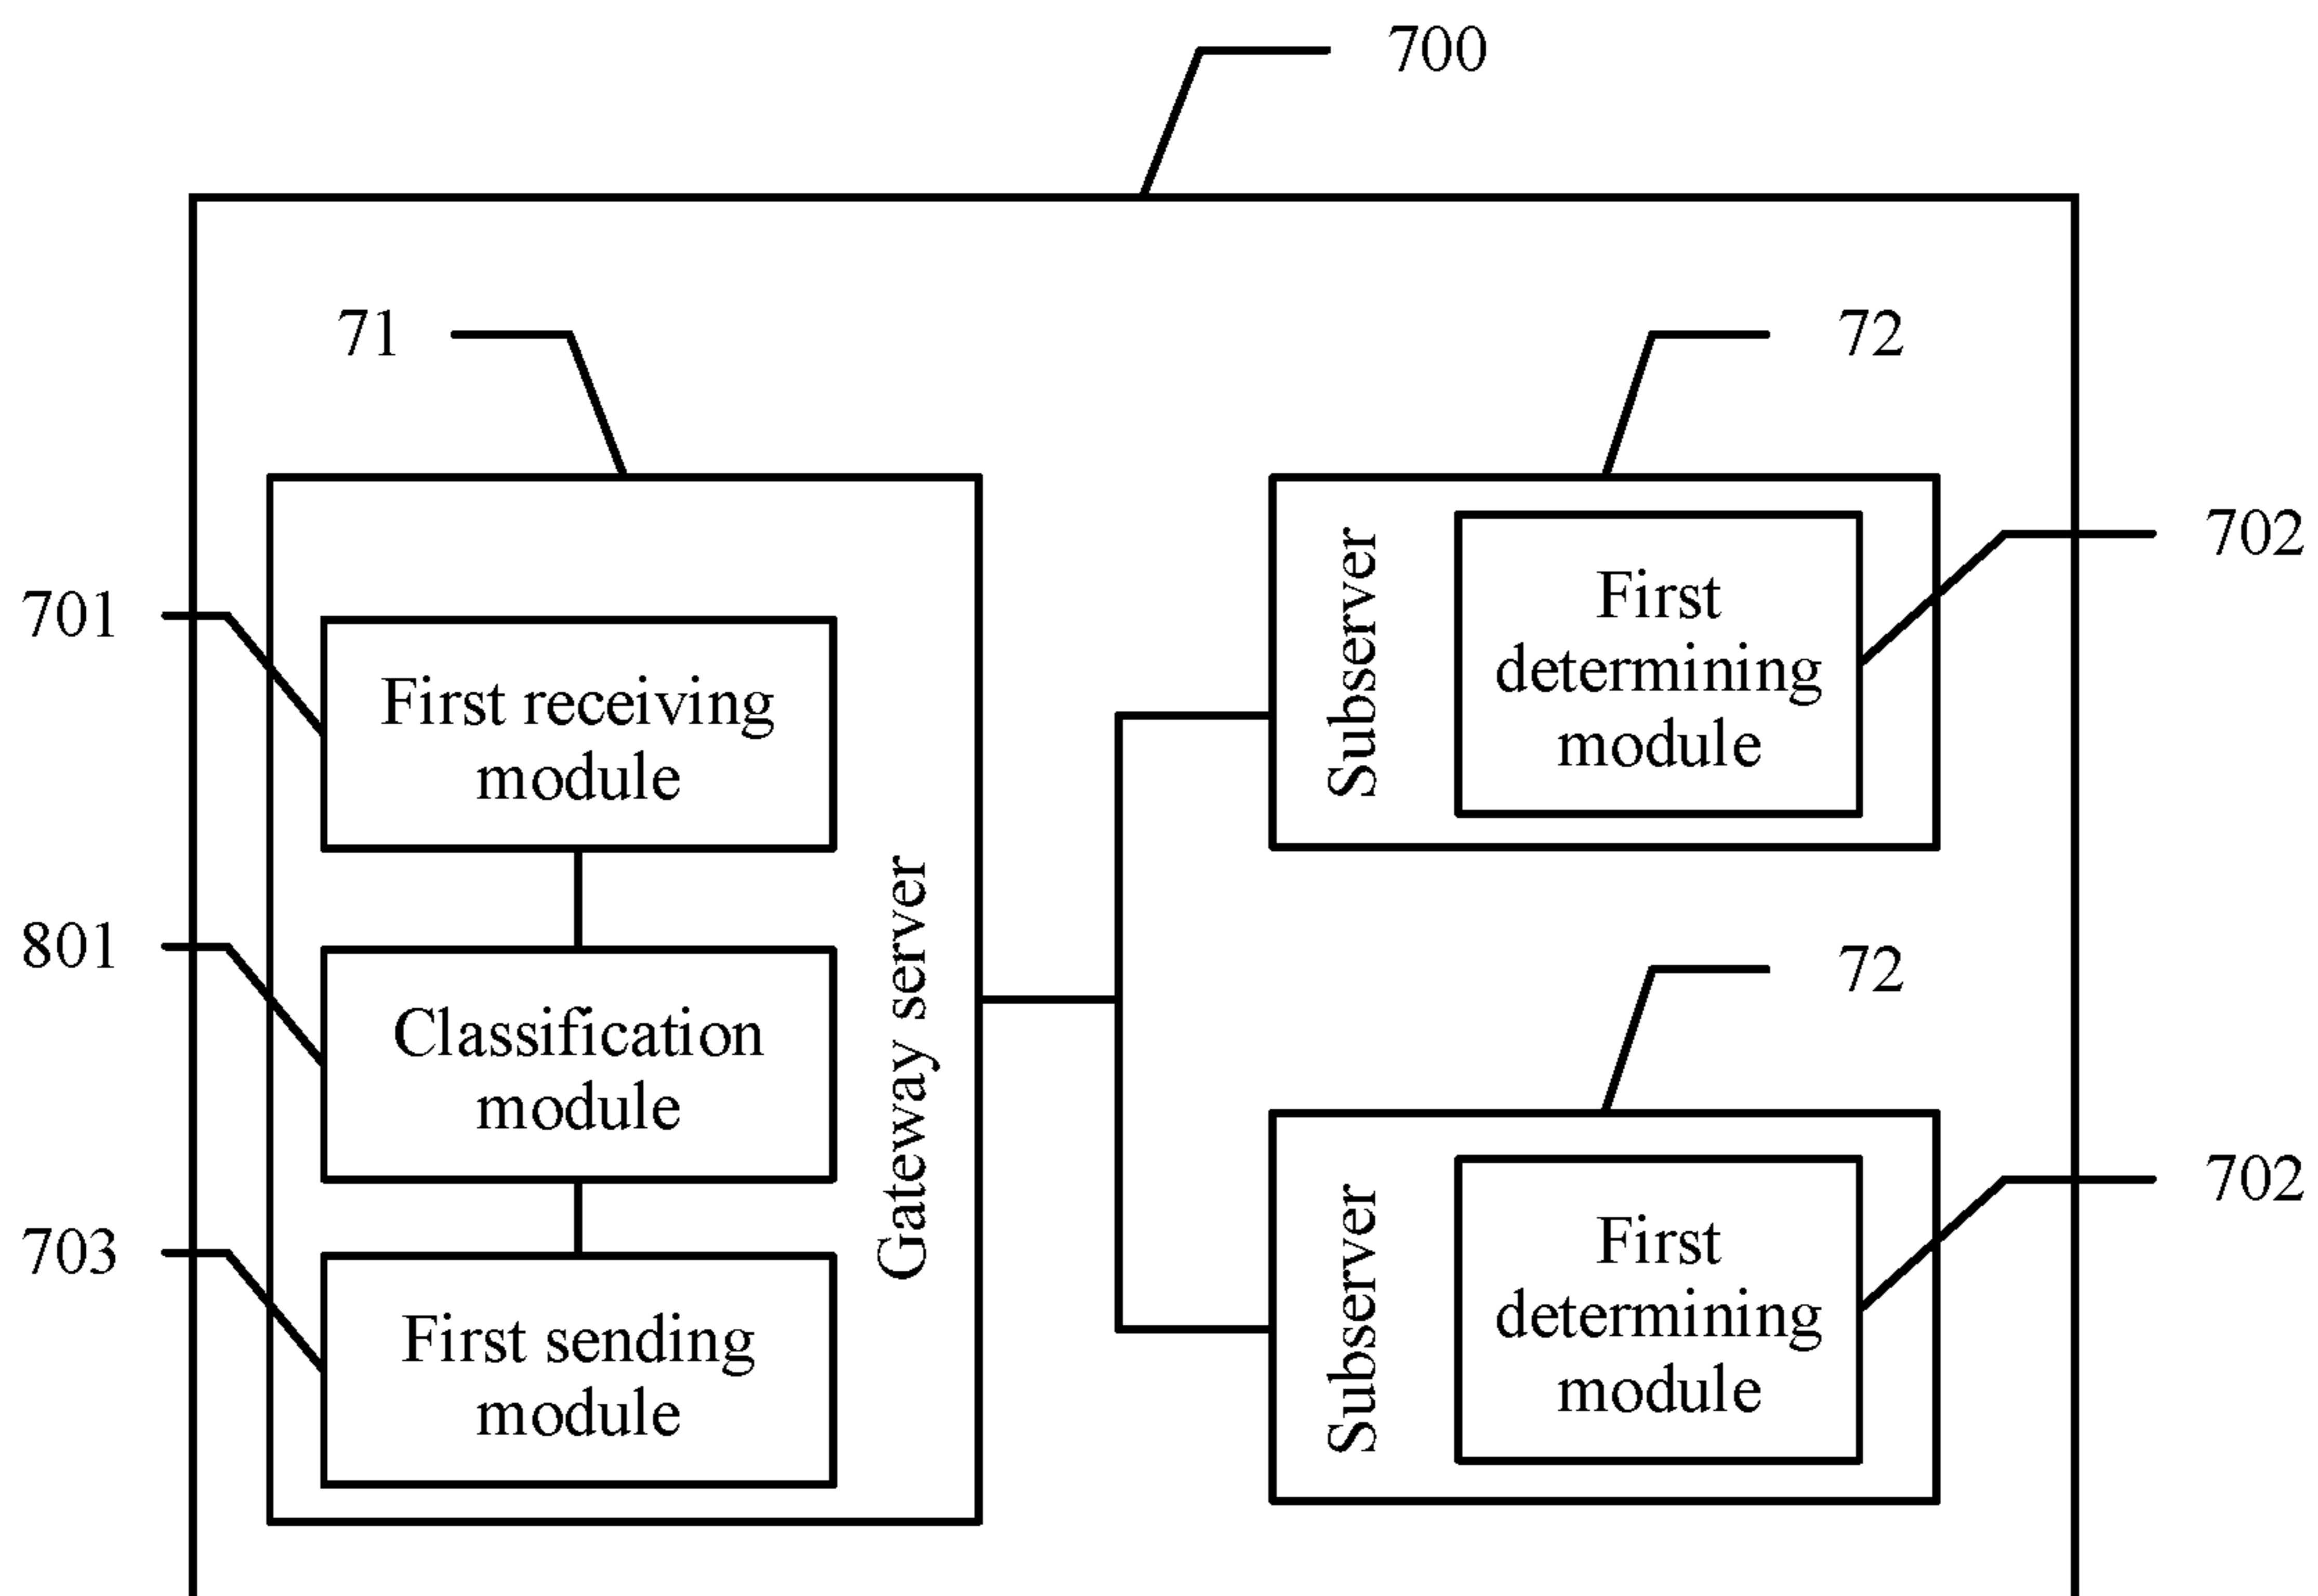 700
71
72
702
First
determining
module
Subserver
701
First receiving
module
801
Classification
module
Gateway server
72
703
First sending
module
702
First
determining
module
Subserver